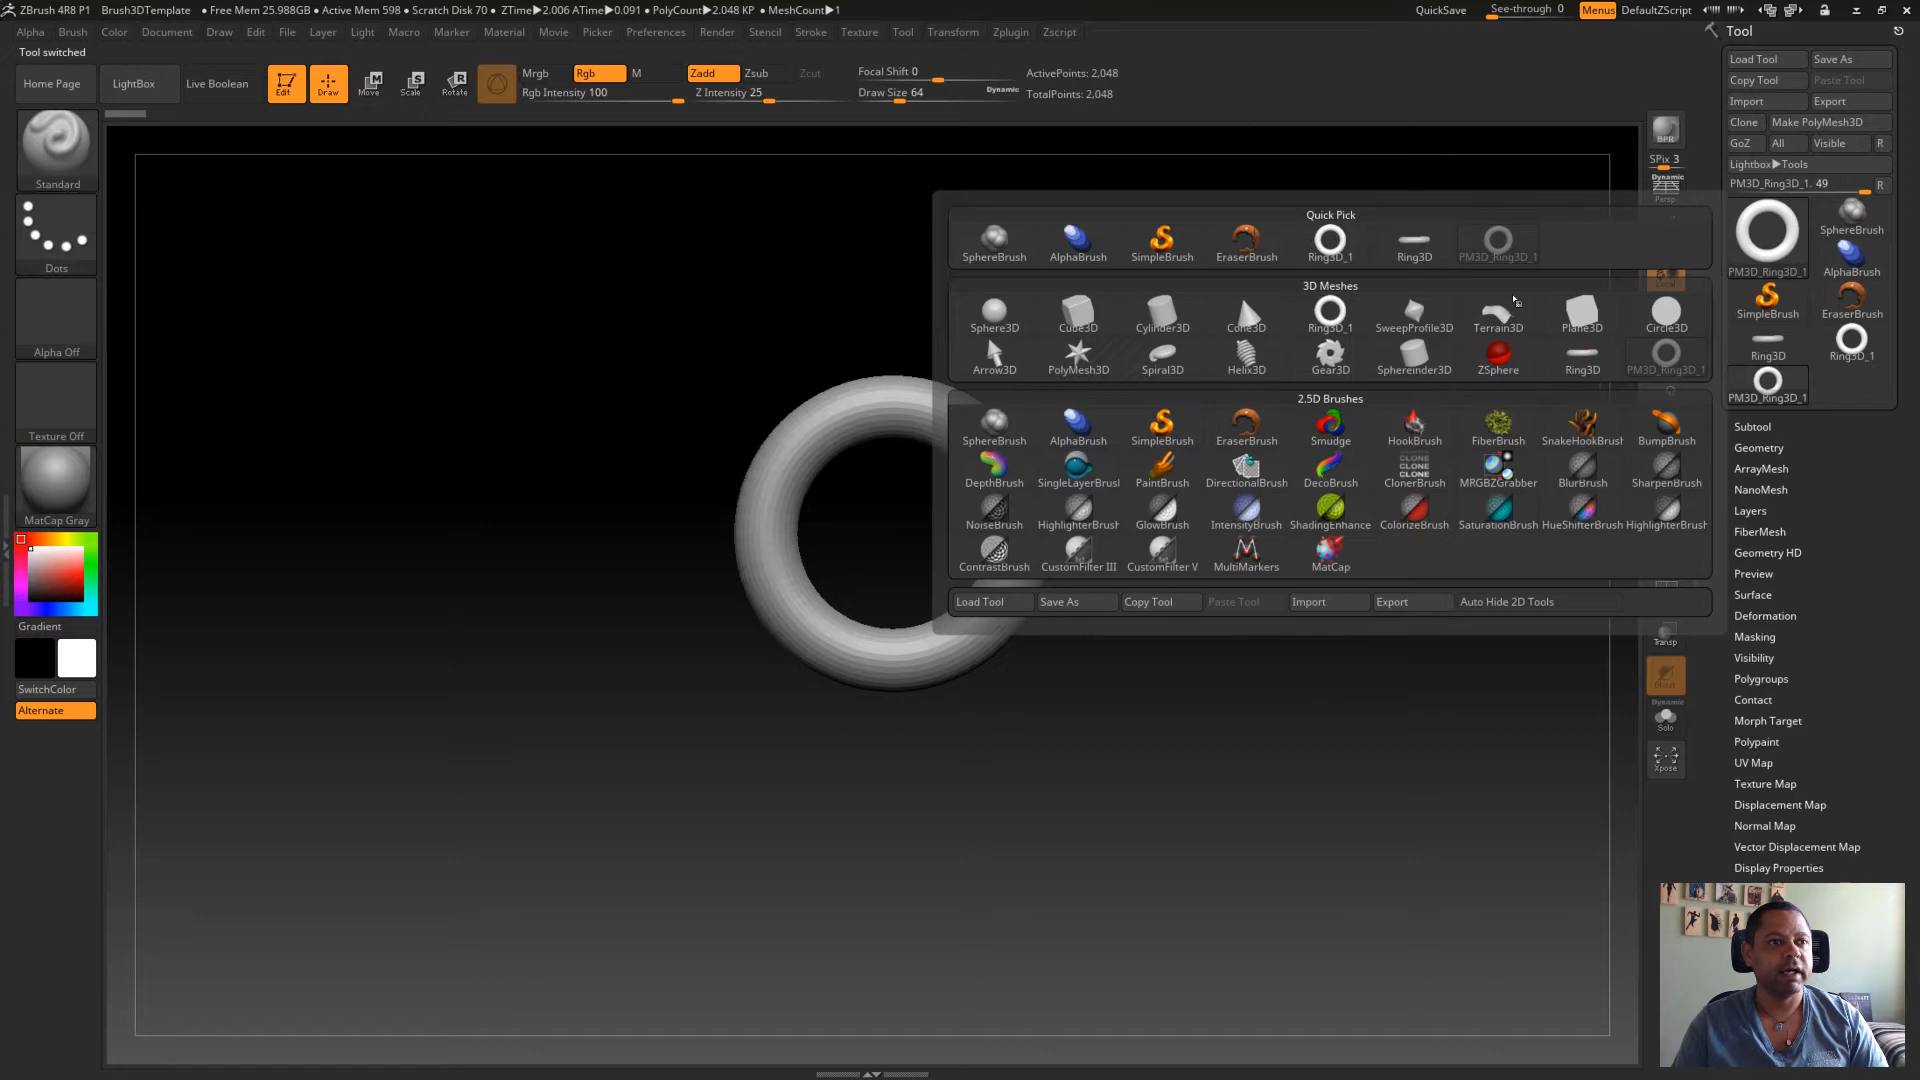 ZBrush 4R8 P1 Brush3DTemplate • Free Mem 25.988GB • Active Mem 598 • Scratch Disk 70 • ZTime▶2.006 ATime▶0.091 • PolyCount▶2.048 KP • MeshCount▶1 QuickSave See-through 0 Menus DefaultZScript
Alpha Brush Color Document Draw Edit File Layer Light Macro Marker Material Movie Picker Preferences Render Stencil Stroke Texture Tool Transform Zplugin Zscript
Tool switched
Home Page LightBox Live Boolean Edit Draw Move Scale Rotate
M S R
Mrgb Rgb M Zadd Zsub Zcut Focal Shift 0 ActivePoints: 2,048
Rgb Intensity 100 Z Intensity 25 Draw Size 64 Dynamic TotalPoints: 2,048
Standard
Dots
Alpha Off
Texture Off
MatCap Gray
Gradient
SwitchColor
Alternate
Quick Pick
SphereBrush AlphaBrush SimpleBrush EraserBrush Ring3D_1 Ring3D PM3D_Ring3D_1
3D Meshes
Sphere3D Cube3D Cylinder3D Cone3D Ring3D_1 SweepProfile3D Terrain3D Plane3D Circle3D
Arrow3D PolyMesh3D Spiral3D Helix3D Gear3D Sphereinder3D ZSphere Ring3D PM3D_Ring3D_1
2.5D Brushes
SphereBrush AlphaBrush SimpleBrush EraserBrush Smudge HookBrush FiberBrush SnakeHookBrush BumpBrush
CLONE
CLONE
CLONE
DepthBrush SingleLayerBrusl PaintBrush DirectionalBrush DecoBrush ClonerBrush MRGBZGrabber BlurBrush SharpenBrush
NoiseBrush HighlighterBrush GlowBrush IntensityBrush ShadingEnhance ColorizeBrush SaturationBrush HueShifterBrush HighlighterBrush
ContrastBrush CustomFilter III CustomFilter V MultiMarkers MatCap
Load Tool Save As Copy Tool Paste Tool Import Export Auto Hide 2D Tools
BPR
SPix 3
Dynamic
Persp
Local
Transp
Ghost
Dynamic
Solo
Xpose
Tool
Load Tool Save As
Copy Tool Paste Tool
Import Export
Clone Make PolyMesh3D
GoZ All Visible R
Lightbox▶Tools
PM3D_Ring3D_1. 49 R
SphereBrush
PM3D_Ring3D_1 AlphaBrush
SimpleBrush EraserBrush
Ring3D Ring3D_1
PM3D_Ring3D_1
Subtool
Geometry
ArrayMesh
NanoMesh
Layers
FiberMesh
Geometry HD
Preview
Surface
Deformation
Masking
Visibility
Polygroups
Contact
Morph Target
Polypaint
UV Map
Texture Map
Displacement Map
Normal Map
Vector Displacement Map
Display Properties